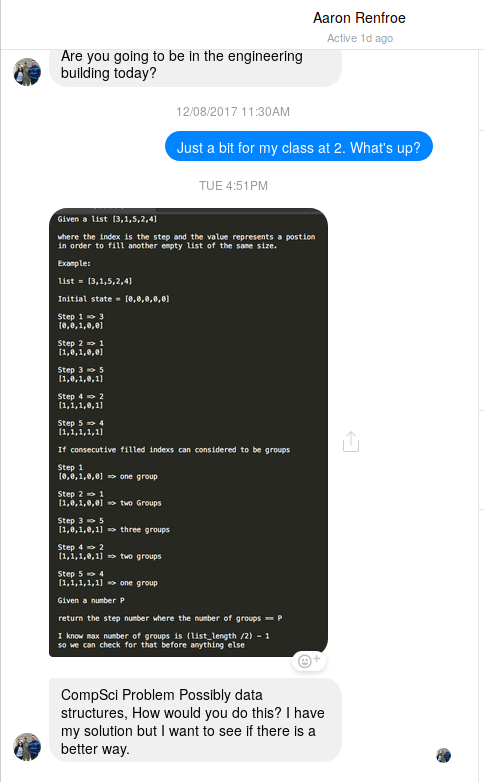 Aaron Renfroe
Active 1d ago
Are you going to be in the engineering
building today?
12/08/2017 11:30AM
Just a bit for my class at 2. What's up?
TUE 4:51PM
Given a list [3,1,5,2,4]
where the index is the step and the value represents a postion
in order to fill another empty list of the same size.
Example:
list = [3,1,5,2,4]
Initial state = [0,0,0,0,0]
Step 1 => 3
[0,0,1,0,0]
Step 2 => 1
[1,0,1,0,0]
Step 3 => 5
[1,0,1,0,1]
Step 4 => 2
[1,1,1,0,1]
Step 5 => 4
[1,1,1,1,1]
If consecutive filled indexs can considered to be groups
Step 1
[0,0,1,0,0] => one group
Step 2 => 1
[1,0,1,0,0] => two Groups
Step 3 => 5
[1,0,1,0,1] => three groups
Step 4 => 2
[1,1,1,0,1] => two groups
Step 5 => 4
[1,1,1,1,1] => one group
Given a number P
return the step number where the number of groups == P
I know max number of groups is (list_length /2) - 1
so we can check for that before anything else
CompSci Problem Possibly data
structures, How would you do this? I have
my solution but I want to see if there is a
better way.